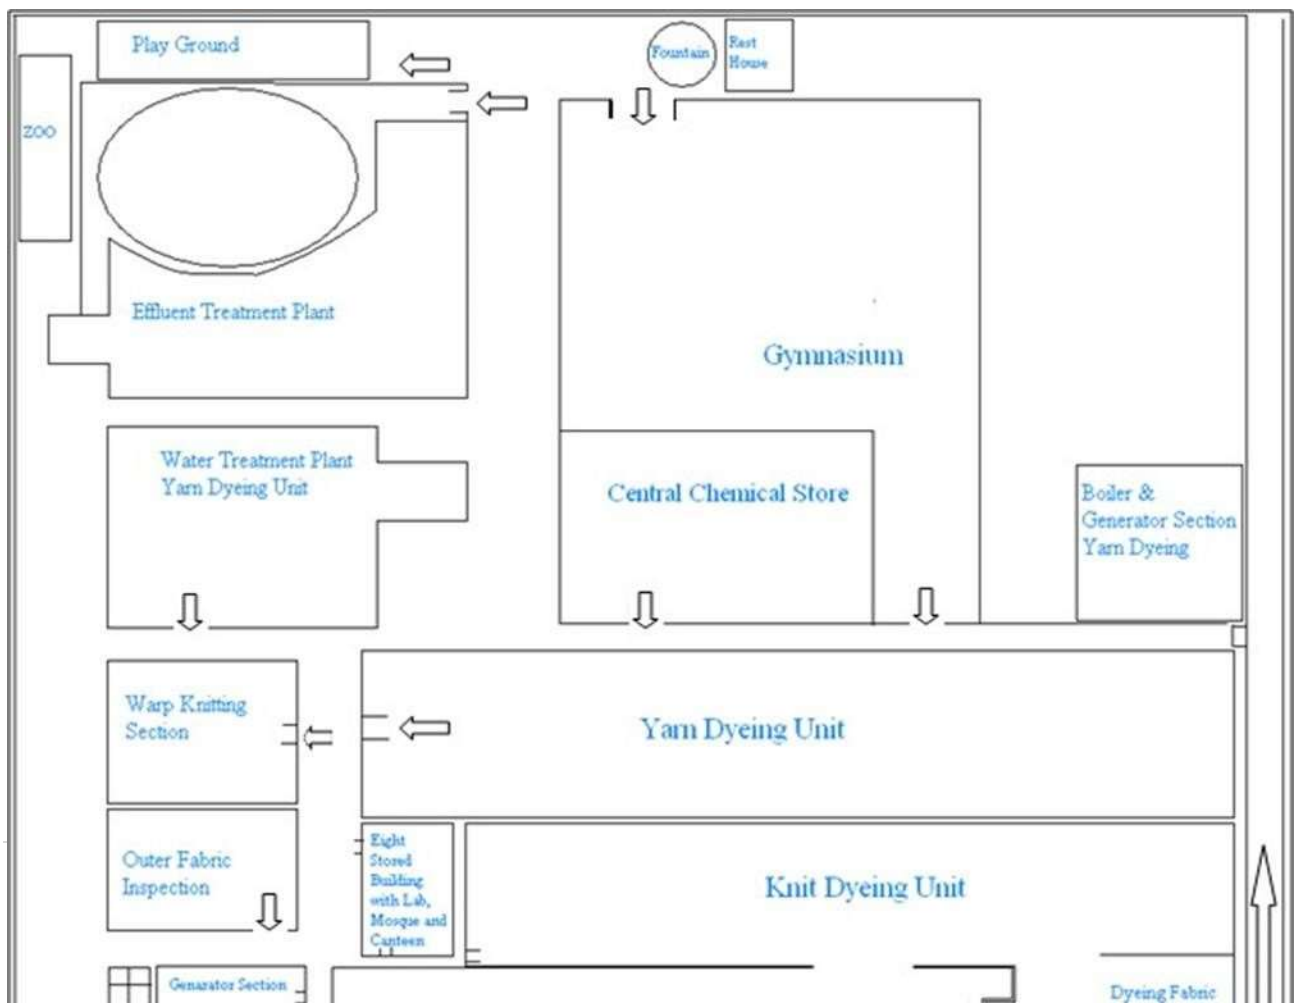 Play Ground
Fountain
Rest
House
ZOO
Effluent Treatment Plant
Gymnasium
Water Treatment Plant
Yarn Dyeing Unit
Central Chemical Store
Boiler &
Generator Section
Yarn Dyeing
Warp Knitting
Section
Yarn Dyeing Unit
Outer Fabric
Inspection
Eight
Stored
Building
with Lab,
Mosque and
Canteen
Knit Dyeing Unit
Genarator Section
Dyeing Fabric